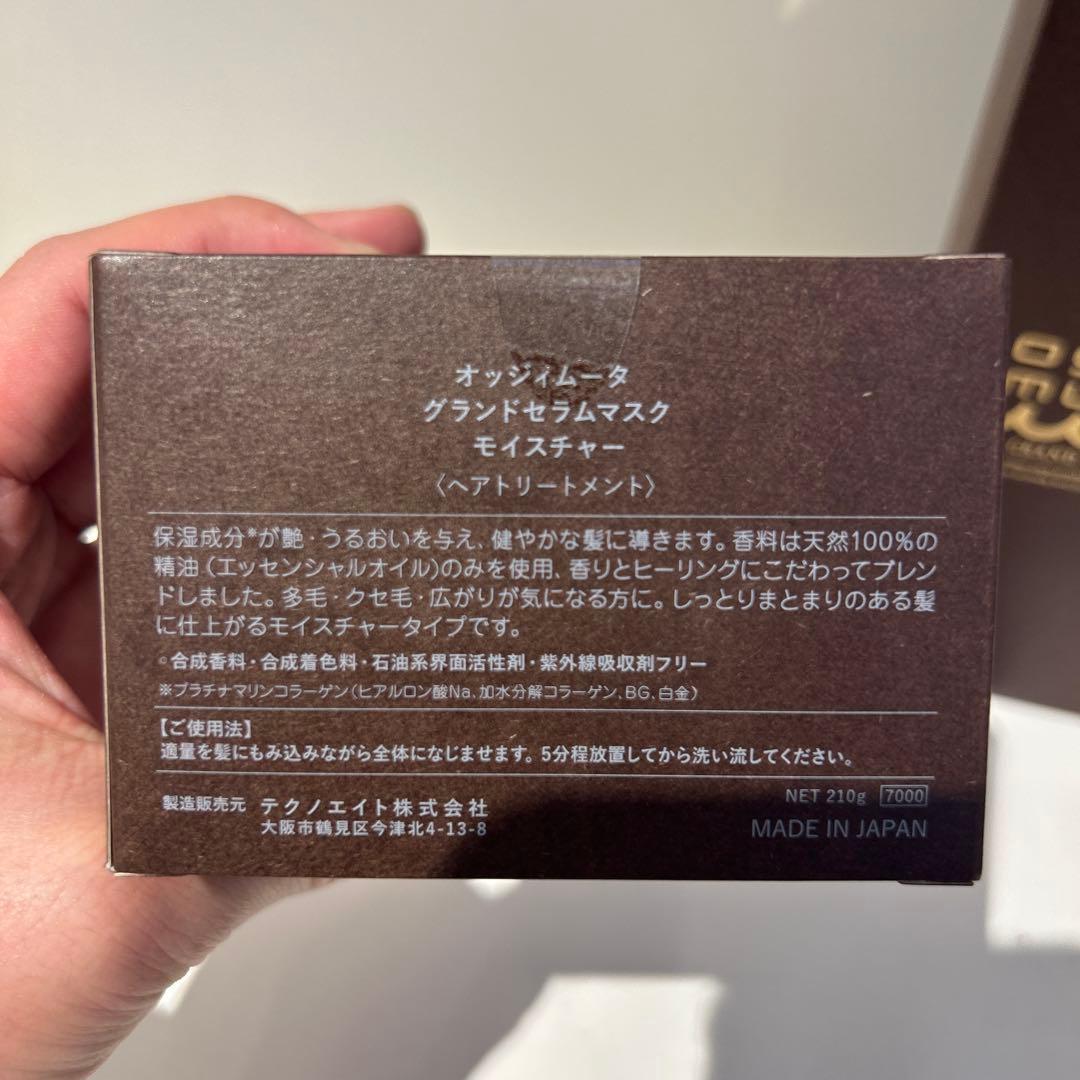 オッジィムータ
グランドセラムマスク
モイスチャー
〈ヘアトリートメント〉
保湿成分※が艶・うるおいを与え、健やかな髪に導きます。香料は天然100%の
精油（エッセンシャルオイル）のみを使用、香りとヒーリングにこだわってブレン
ドしました。多毛・クセ毛・広がりが気になる方に。しっとりまとまりのある髪
に仕上がるモイスチャータイプです。
◦合成香料・合成着色料・石油系界面活性剤・紫外線吸収剤フリー
※プラチナマリンコラーゲン（ヒアルロン酸Na、加水分解コラーゲン、BG、白金）
【ご使用法】
適量を髪にもみ込みながら全体になじませます。5分程放置してから洗い流してください。
製造販売元 テクノエイト株式会社
大阪市鶴見区今津北4-13-8
NET 210g 7000
MADE IN JAPAN